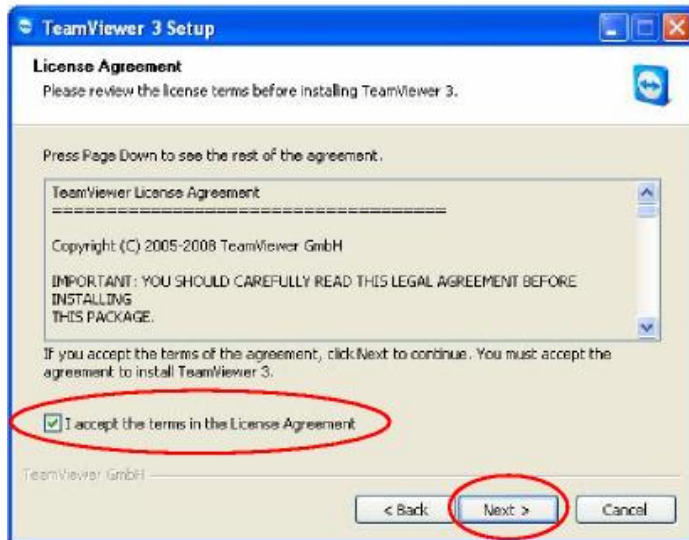 TeamViewer 3 Setup
License Agreement
Please review the license terms before installing TeamViewer 3.
Press Page Down to see the rest of the agreement.
TeamViewer License Agreement
=====================================
Copyright (C) 2005-2008 TeamViewer GmbH
IMPORTANT: YOU SHOULD CAREFULLY READ THIS LEGAL AGREEMENT BEFORE
INSTALLING
THIS PACKAGE.
If you accept the terms of the agreement, click Next to continue. You must accept the
agreement to install TeamViewer 3.
I accept the terms in the License Agreement
TeamViewer GmbH
< Back Next > Cancel